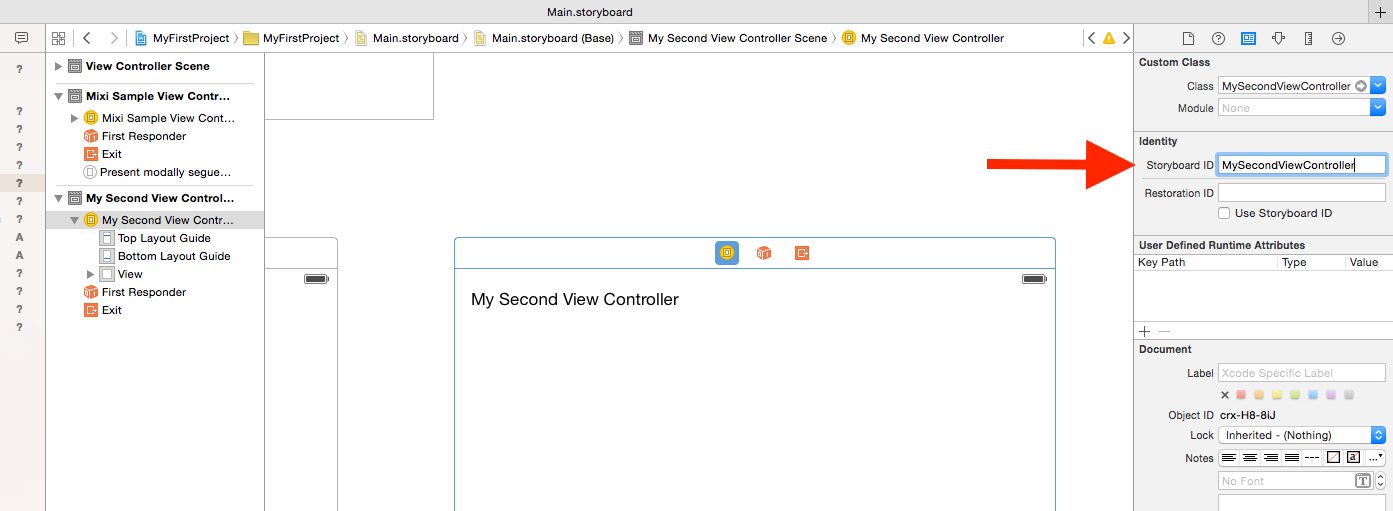 Main.storyboard
MyFirstProject
MyFirstProject
Main.storyboard
Main.storyboard (Base)
My Second View Controller Scene
My Second View Controller
?
?
?
?
?
?
?
?
?
A
A
?
?
?
?
View Controller Scene
Mixi Sample View Contr...
Mixi Sample View Cont...
First Responder
Exit
Present modally segue...
My Second View Control...
My Second View Contr...
Top Layout Guide
Bottom Layout Guide
View
First Responder
Exit
My Second View Controller
Custom Class
Class MySecondViewController
Module None
Identity
Storyboard ID MySecondViewController
Restoration ID
Use Storyboard ID
User Defined Runtime Attributes
Key Path Type Value
Document
Label Xcode Specific Label
Object ID crx-H8-8iJ
Lock Inherited - (Nothing)
Notes
No Font